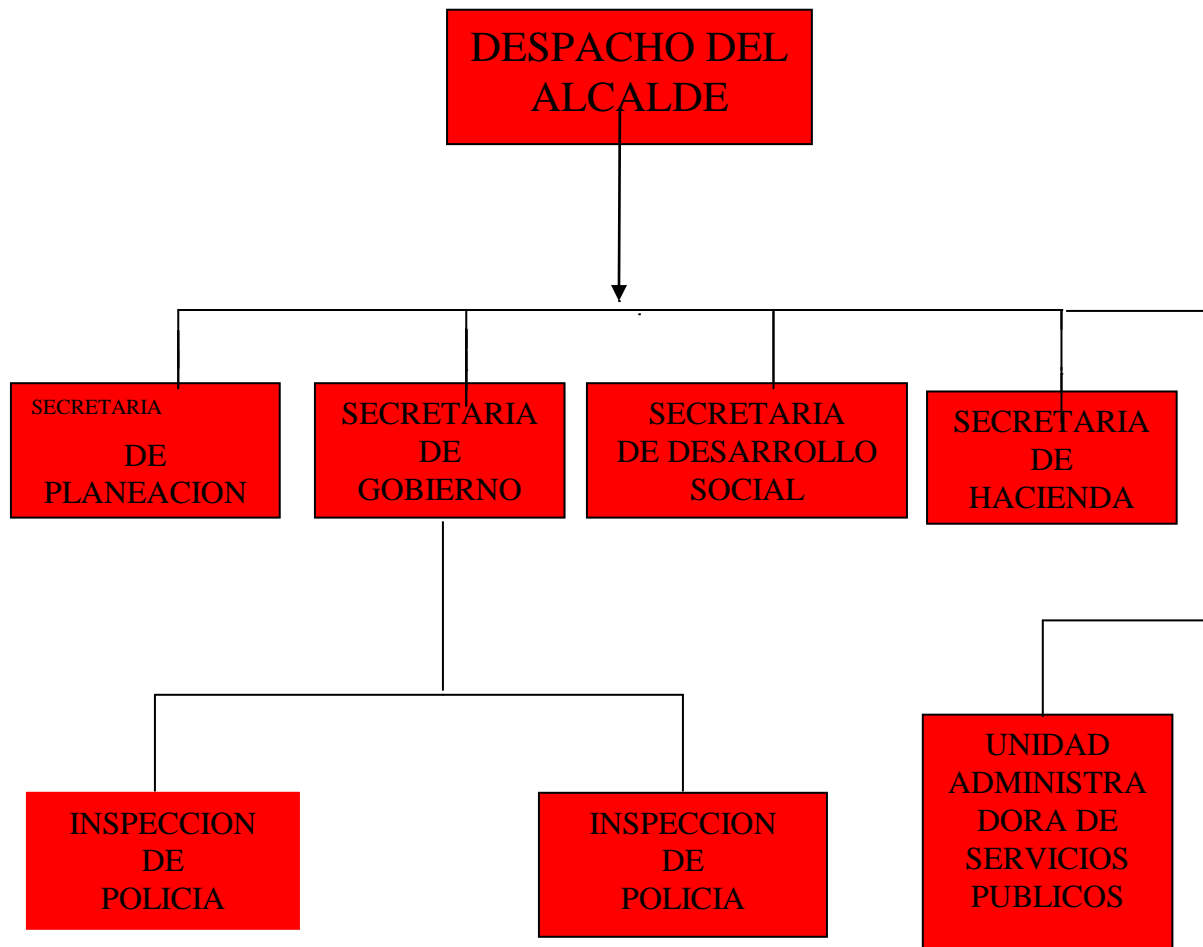 DESPACHO DEL
ALCALDE
SECRETARIA
DE
PLANEACION
SECRETARIA
DE
GOBIERNO
SECRETARIA
DE DESARROLLO
SOCIAL
SECRETARIA
DE
HACIENDA
INSPECCION
DE
POLICIA
INSPECCION
DE
POLICIA
UNIDAD
ADMINISTRA
DORA DE
SERVICIOS
PUBLICOS